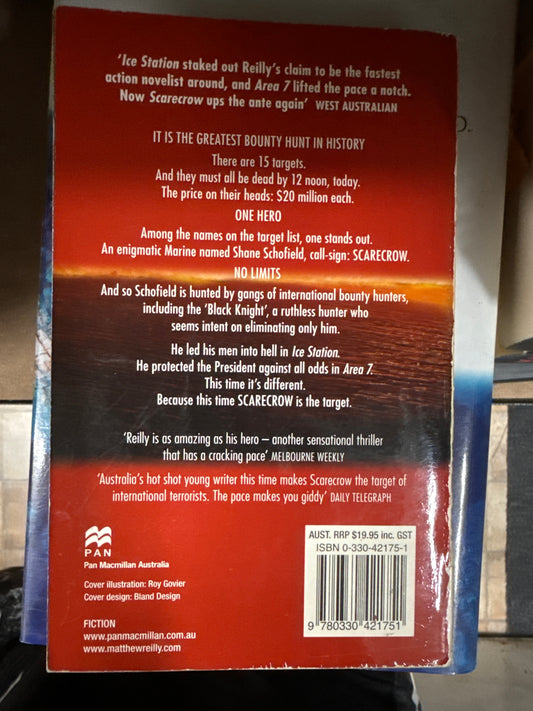 'Ice Station staked out Reilly's claim to be the fastest
action novelist around, and Area 7 lifted the pace a notch.
Now Scarecrow ups the ante again' WEST AUSTRALIAN
IT IS THE GREATEST BOUNTY HUNT IN HISTORY
There are 15 targets.
And they must all be dead by 12 noon, today.
The price on their heads: $20 million each.
ONE HERO
Among the names on the target list, one stands out.
An enigmatic Marine named Shane Schofield, call-sign: SCARECROW.
NO LIMITS
And so Schofield is hunted by gangs of international bounty hunters,
including the 'Black Knight', a ruthless hunter who
seems intent on eliminating only him.
He led his men into hell in Ice Station.
He protected the President against all odds in Area 7.
This time it's different.
Because this time SCARECROW is the target.
'Reilly is as amazing as his hero – another sensational thriller
that has a cracking pace' MELBOURNE WEEKLY
'Australia's hot shot young writer this time makes Scarecrow the target of
international terrorists. The pace makes you giddy' DAILY TELEGRAPH
PAN
Pan Macmillan Australia
Cover illustration: Roy Govier
Cover design: Bland Design
FICTION
www.panmacmillan.com.au
www.matthewreilly.com
AUST. RRP $19.95 inc. GST
ISBN 0-330-42175-1
9 780330 421751